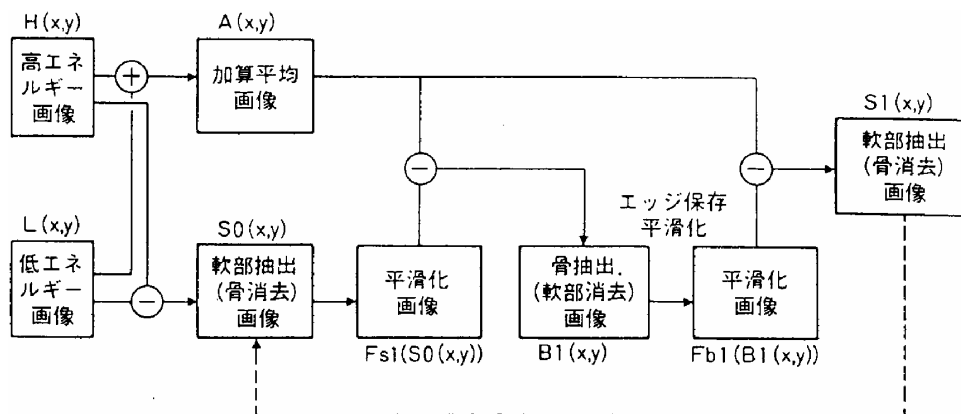 H(x,y)
高エネ
ルギー
画像
+
A(x,y)
加算平均
画像
S1(x,y)
軟部抽出
(骨消去)
画像
−
−
エッジ保存
平滑化
L(x,y)
低エネ
ルギー
画像
−
S0(x,y)
軟部抽出
(骨消去)
画像
平滑化
画像
Fs1(S0(x,y))
骨抽出.
(軟部消去)
画像
B1(x,y)
平滑化
画像
Fb1(B1(x,y))